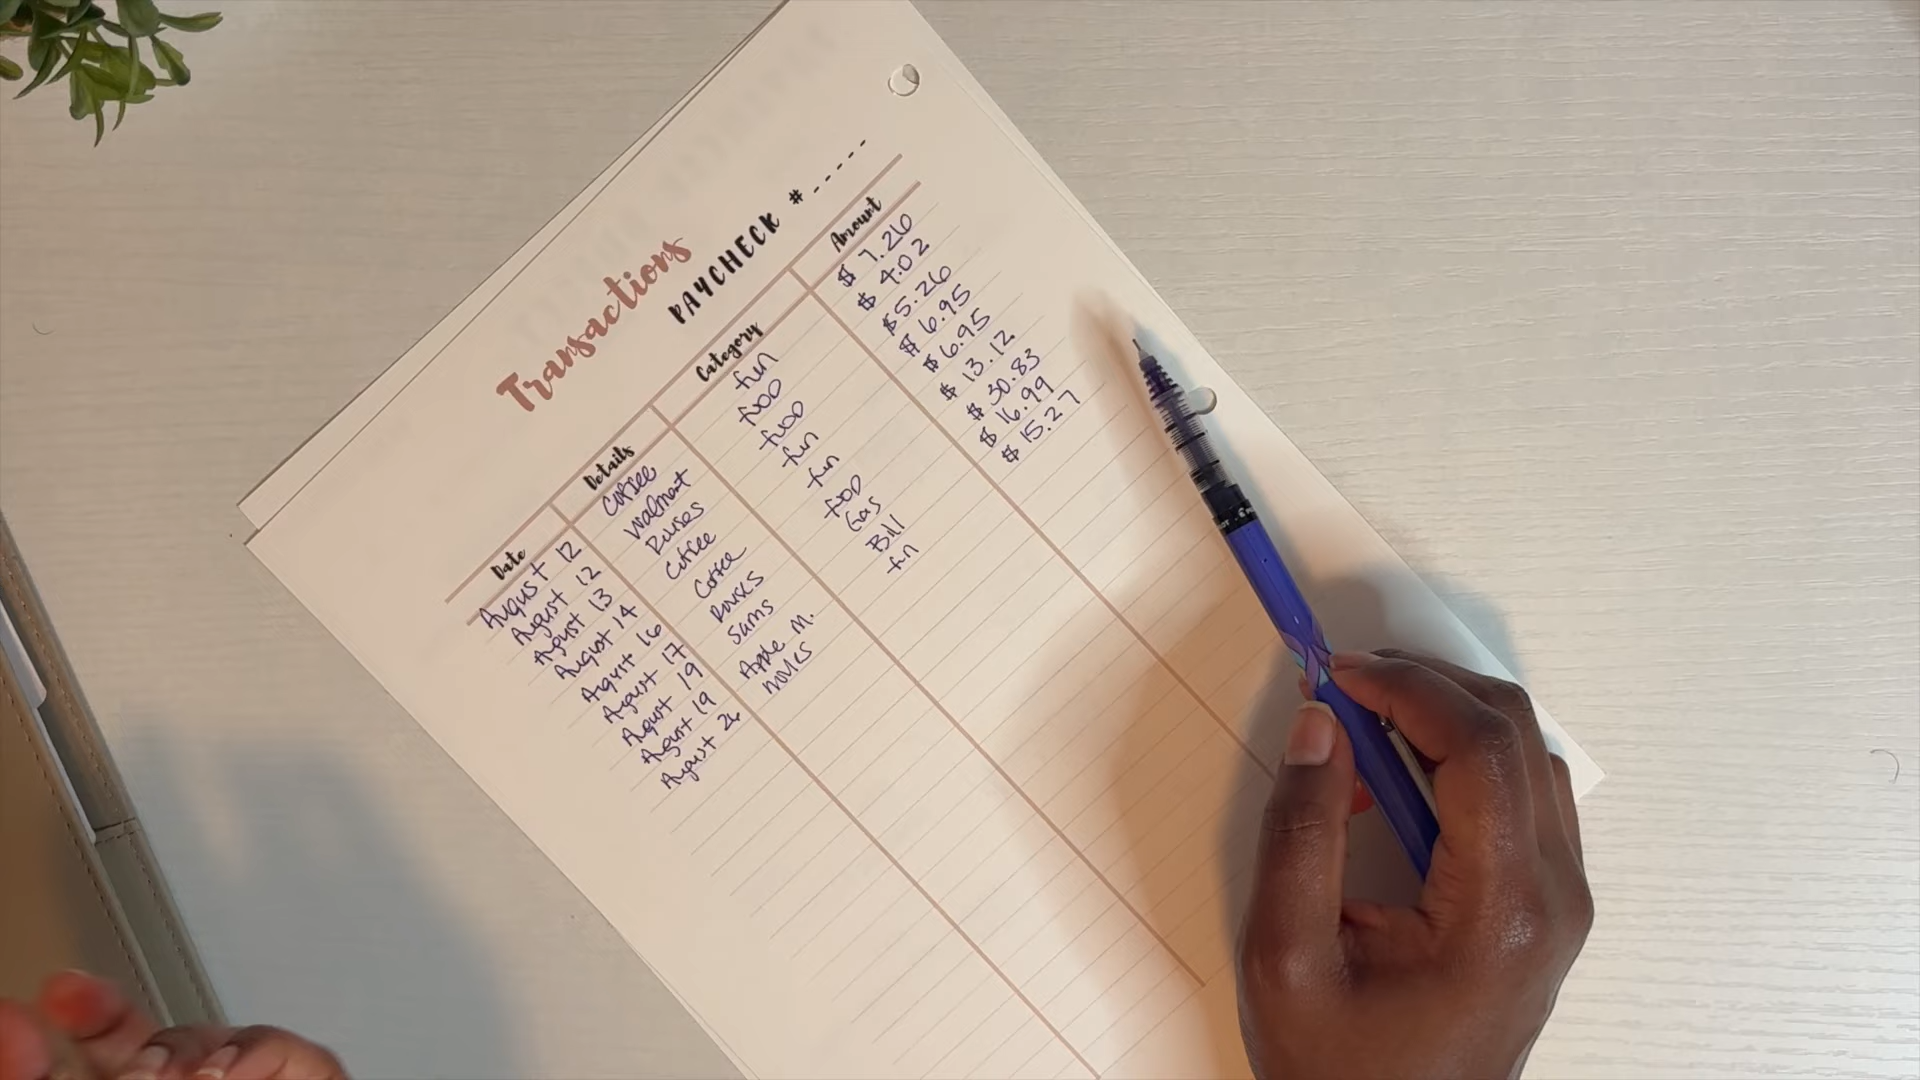 Transactions
PAYCHECK # -----
Date Details Category Amount
August 12 Coffee fun $ 7.26
August 12 Walmart food $ 4.02
August 13 Rouses food $5.26
August 14 Coffee fun $ 6.95
August 16 Coffee fun $ 6.95
August 17 Rouses food $ 13.12
August 19 Sams Gas $ 30.83
August 19 Apple M. Bill $ 16.99
August 26 movies fun $ 15.27